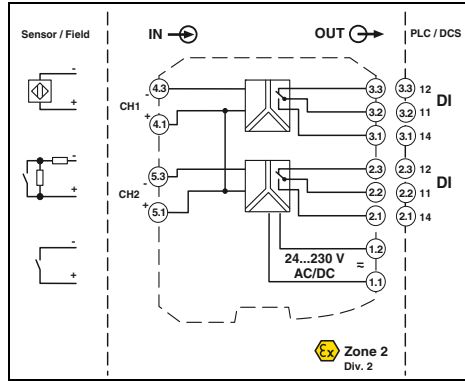 Sensor / Field
IN
OUT
PLC / DCS
-
+
-
+
-
+
CH1
-
4.3
+
4.1
CH2
-
5.3
+
5.1
3.3
3.3
12
3.2
3.2
11
DI
3.1
3.1
14
2.3
2.3
12
2.2
2.2
11
DI
2.1
2.1
14
1.2
24...230 V
AC/DC
≈
1.1
Ex
Zone 2
Div. 2